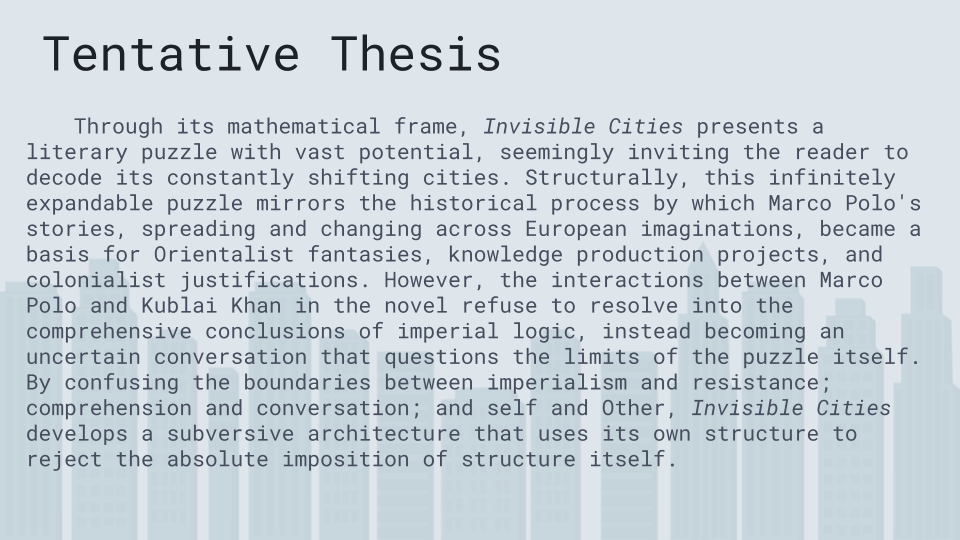 Tentative Thesis
Through its mathematical frame, Invisible Cities presents a
literary puzzle with vast potential, seemingly inviting the reader to
decode its constantly shifting cities. Structurally, this infinitely
expandable puzzle mirrors the historical process by which Marco Polo's
stories, spreading and changing across European imaginations, became a
basis for Orientalist fantasies, knowledge production projects, and
colonialist justifications. However, the interactions between Marco
Polo and Kublai Khan in the novel refuse to resolve into the
comprehensive conclusions of imperial logic, instead becoming an
uncertain conversation that questions the limits of the puzzle itself.
By confusing the boundaries between imperialism and resistance;
comprehension and conversation; and self and Other, Invisible Cities
develops a subversive architecture that uses its own structure to
reject the absolute imposition of structure itself.